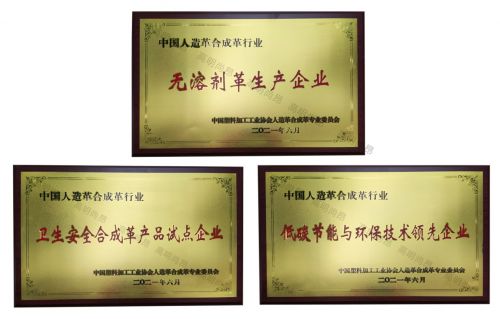 中国人造革合成革行业
无溶剂革生产企业
中国塑料加工工业协会人造革合成革专业委员会
二〇二一年六月
中国人造革合成革行业
卫生安全合成革产品试点企业
中国塑料加工工业协会人造革合成革专业委员会
二〇二一年六月
中国人造革合成革行业
低碳节能与环保技术领先企业
中国塑料加工工业协会人造革合成革专业委员会
二〇二一年六月